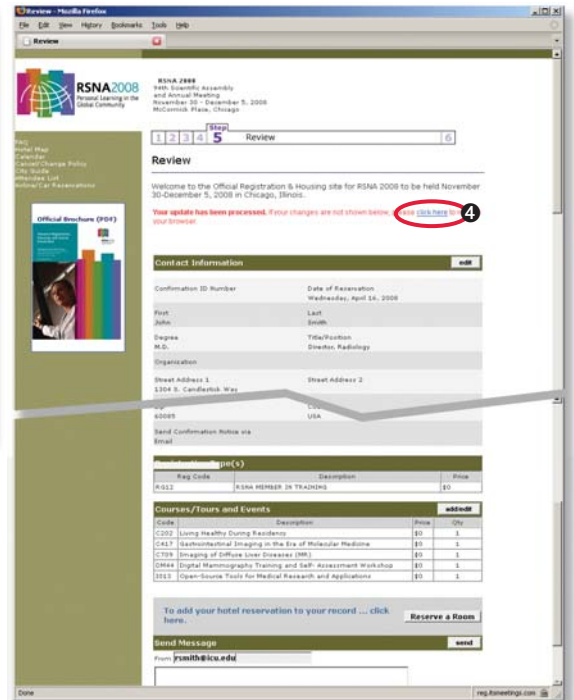 Review - Mozilla Firefox
File Edit View History Bookmarks Tools Help
Review
RSNA2008
Personal Learning in the
Global Community
RSNA 2008
94th Scientific Assembly
and Annual Meeting
November 30 - December 5, 2008
McCormick Place, Chicago
FAQ
Hotel Map
Calendar
Cancel/Change Policy
City Guide
Attendee List
Airline/Car Reservations
Official Brochure (PDF)
1 2 3 4 Step 5 Review 6
Review
Welcome to the Official Registration & Housing site for RSNA 2008 to be held November
30-December 5, 2008 in Chicago, Illinois.
Your update has been processed. If your changes are not shown below, please click here to
your browser.
4
Contact Information edit
Confirmation ID Number Date of Reservation
Wednesday, April 16, 2008
First Last
John Smith
Degree Title/Position
M.D. Director, Radiology
Organization
Street Address 1 Street Address 2
1304 S. Candlestick Way
60085 USA
Send Confirmation Notice via
Email
Type(s)
Reg Code Description Price
RG12 RSNA MEMBER IN TRAINING $0
Courses/Tours and Events add/edit
Code Description Price Qty
C202 Living Healthy During Residency $0 1
C417 Gastrointestinal Imaging in the Era of Molecular Medicine $0 1
C709 Imaging of Diffuse Liver Diseases (MR) $0 1
DM44 Digital Mammography Training and Self- Assessment Workshop $0 1
3013 Open-Source Tools for Medical Research and Applications $0 1
To add your hotel reservation to your record ... click
here.
Reserve a Room
Send Message send
From rsmith@icu.edu
Done reg.itsmeetings.com